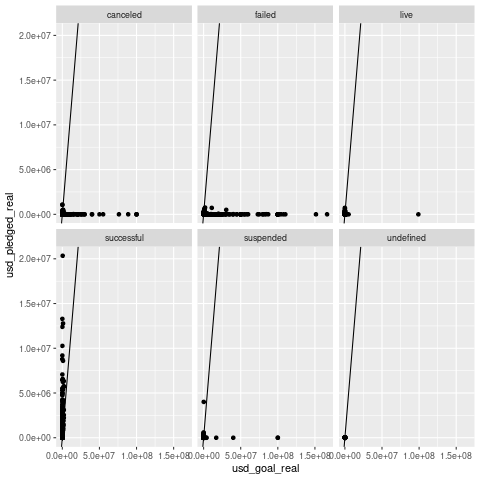 canceled failed live
2.0e+07
1.5e+07
1.0e+07
5.0e+06
0.0e+00
usd_pledged_real
successful suspended undefined
2.0e+07
1.5e+07
1.0e+07
5.0e+06
0.0e+00
0.0e+00 5.0e+07 1.0e+08 1.5e+08 0.0e+00 5.0e+07 1.0e+08 1.5e+08 0.0e+00 5.0e+07 1.0e+08 1.5e+08
usd_goal_real